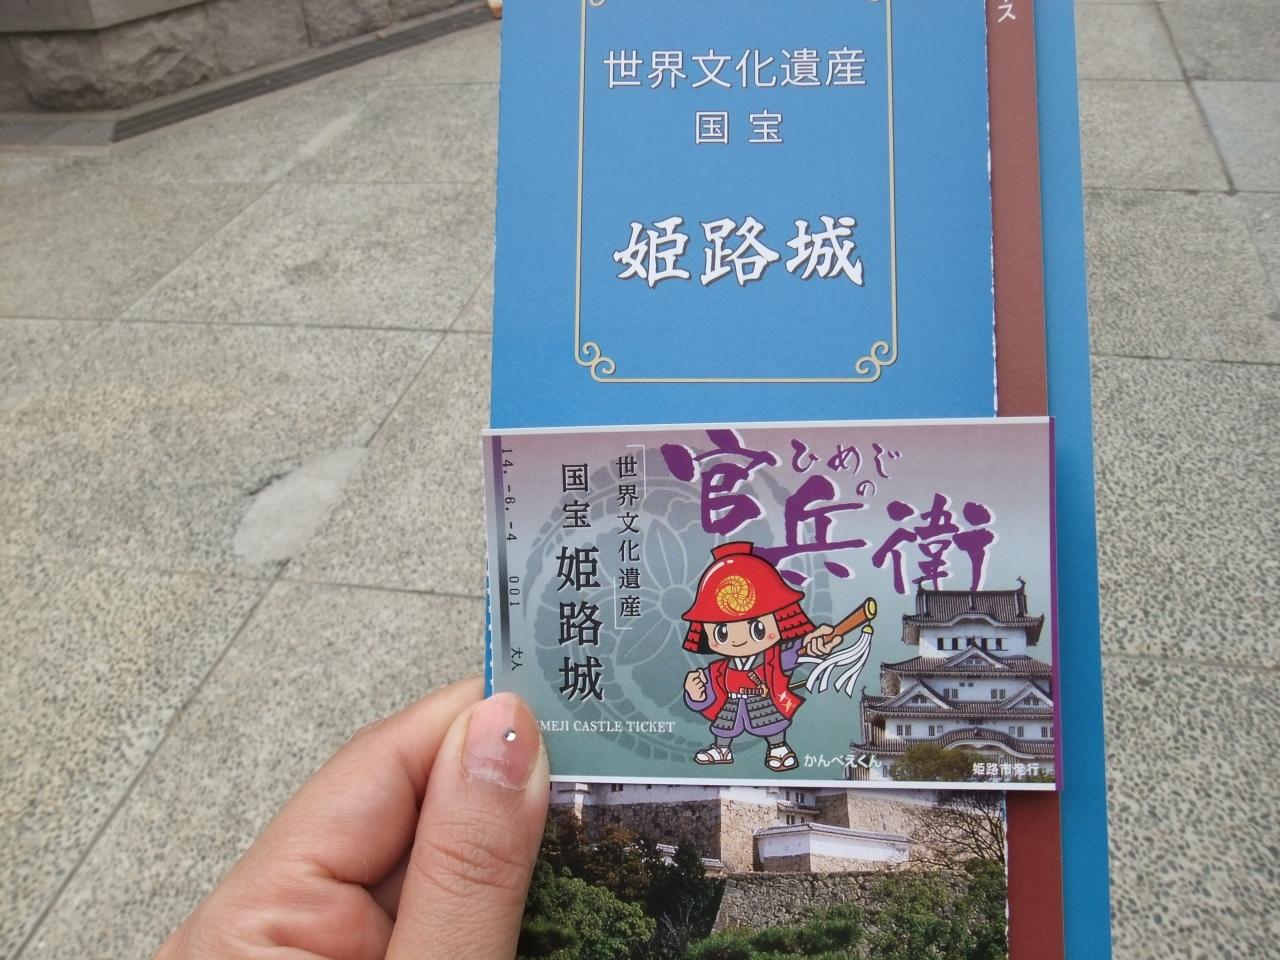 ス
世界文化遺産
国宝
姫路城
ひめじの
官兵衛
世界文化遺産
国宝 姫路城
14.-6.-4 001 大人
MEJI CASTLE TICKET
かんべえくん
姫路市発行